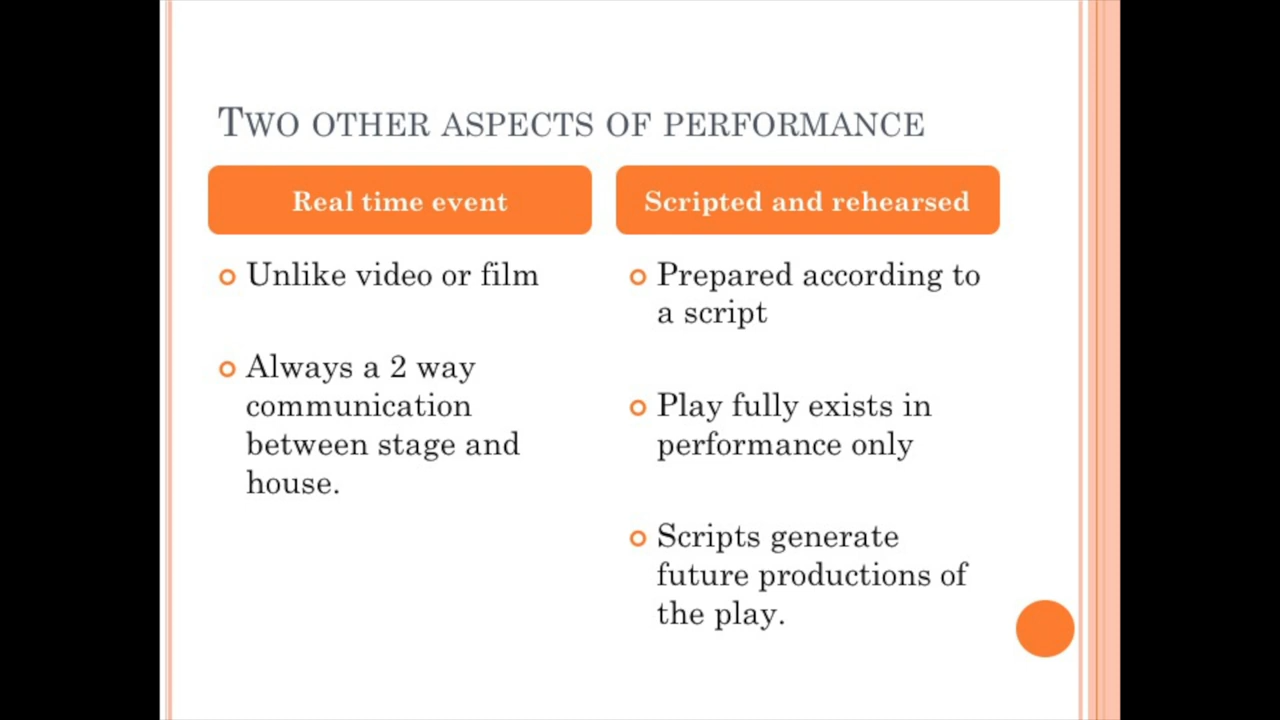 TWO OTHER ASPECTS OF PERFORMANCE
Real time event
Unlike video or film
Always a 2 way
communication
between stage and
house.
Scripted and rehearsed
Prepared according to
a script
Play fully exists in
performance only
Scripts generate
future productions of
the play.